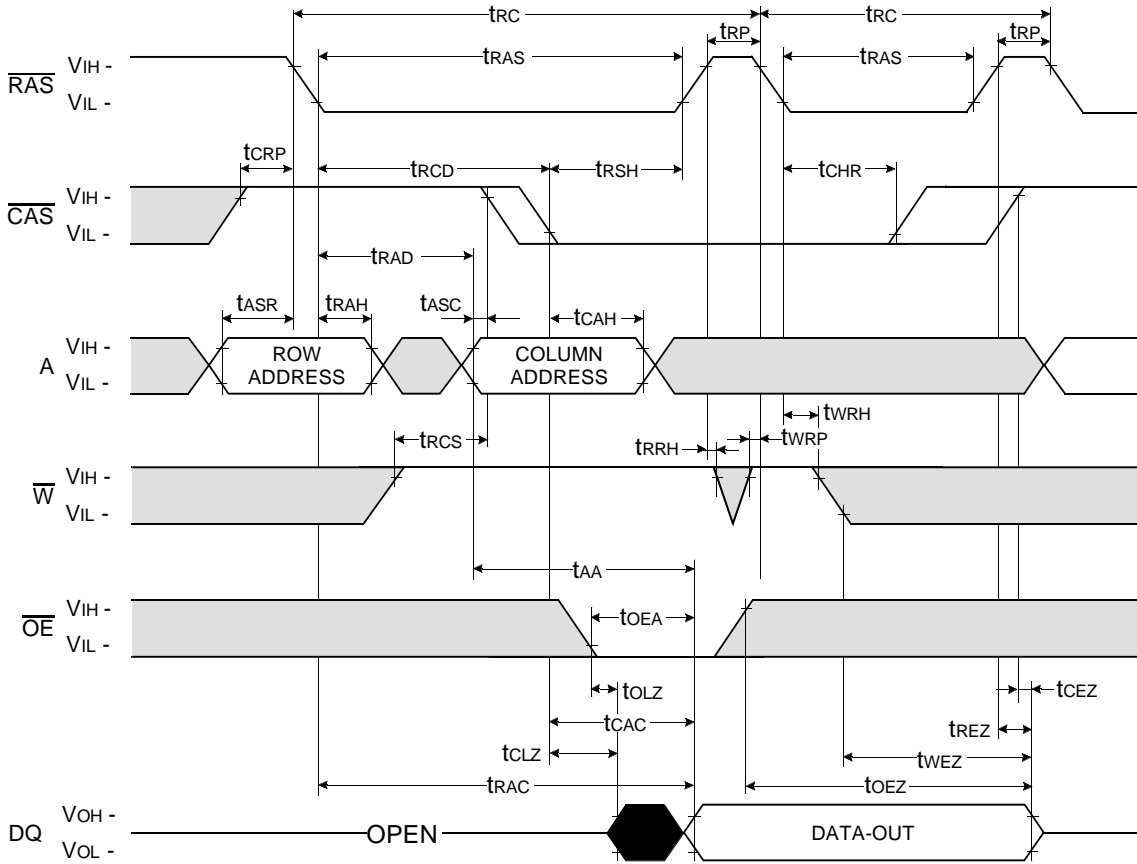 tRC tRC
tRP tRP
tRAS tRAS
RAS VIH -
VIL -
tCRP tRCD tRSH tCHR
CAS VIH -
VIL -
tRAD
tASR tRAH tASC tCAH
A VIH -
VIL -
ROW
ADDRESS
COLUMN
ADDRESS
tWRH
tRCS tRRH tWRP
W VIH -
VIL -
tAA
OE VIH -
VIL -
tOEA
tOLZ tCEZ
tCAC tREZ
tCLZ tWEZ
tRAC tOEZ
DQ VOH -
VOL -
OPEN DATA-OUT